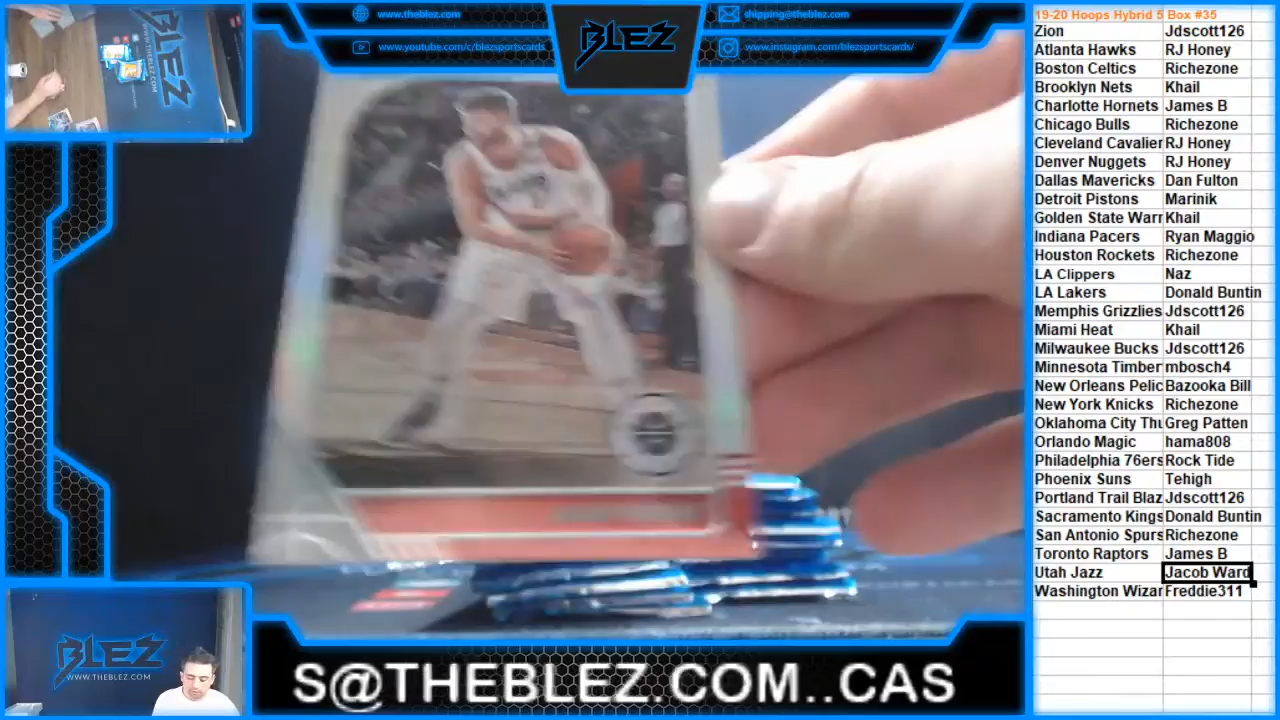 www.theblez.com
shipping@theblez.com
www.youtube.com/c/blezsportscards
www.instagram.com/blezsportscards/
BLEZ
BLEZ
BLEZ
WWW.THEBLEZ.COM
S@THEBLEZ.COM..CAS
19-20 Hoops Hybrid 5 Box #35
Zion Jdscott126
Atlanta Hawks RJ Honey
Boston Celtics Richezone
Brooklyn Nets Khail
Charlotte Hornets James B
Chicago Bulls Richezone
Cleveland Cavalier RJ Honey
Denver Nuggets RJ Honey
Dallas Mavericks Dan Fulton
Detroit Pistons Marinik
Golden State Warr Khail
Indiana Pacers Ryan Maggio
Houston Rockets Richezone
LA Clippers Naz
LA Lakers Donald Buntin
Memphis Grizzlies Jdscott126
Miami Heat Khail
Milwaukee Bucks Jdscott126
Minnesota Timber mbosch4
New Orleans Pelic Bazooka Bill
New York Knicks Richezone
Oklahoma City Thu Greg Patten
Orlando Magic hama808
Philadelphia 76ers Rock Tide
Phoenix Suns Tehigh
Portland Trail Blaz Jdscott126
Sacramento Kings Donald Buntin
San Antonio Spurs Richezone
Toronto Raptors James B
Utah Jazz Jacob Ward
Washington Wizar Freddie311